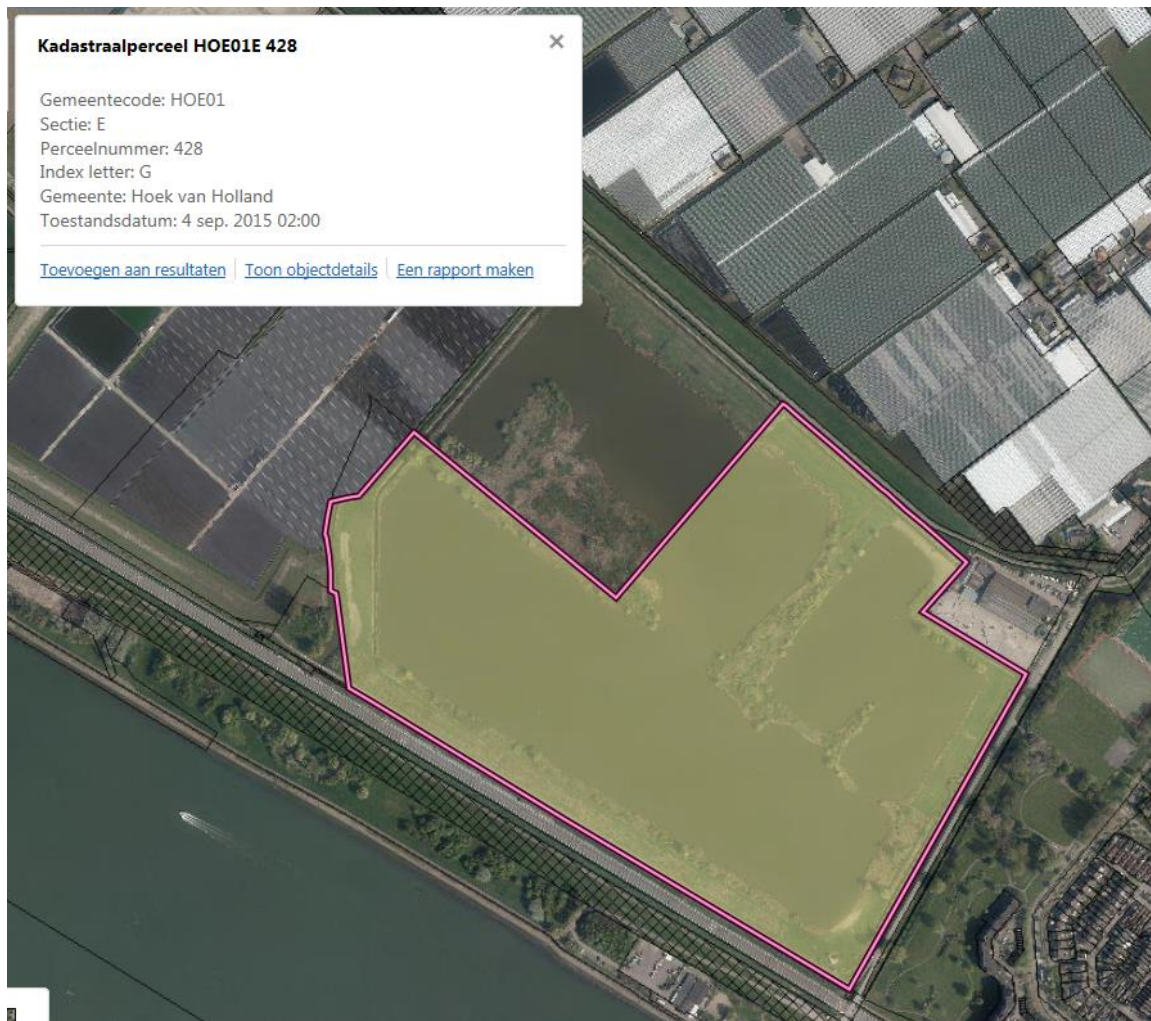 Kadastraalperceel HOE01E 428
Gemeentecode: HOE01
Sectie: E
Perceelnummer: 428
Index letter: G
Gemeente: Hoek van Holland
Toestandsdatum: 4 sep. 2015 02:00
Toevoegen aan resultaten Toon objectdetails Een rapport maken